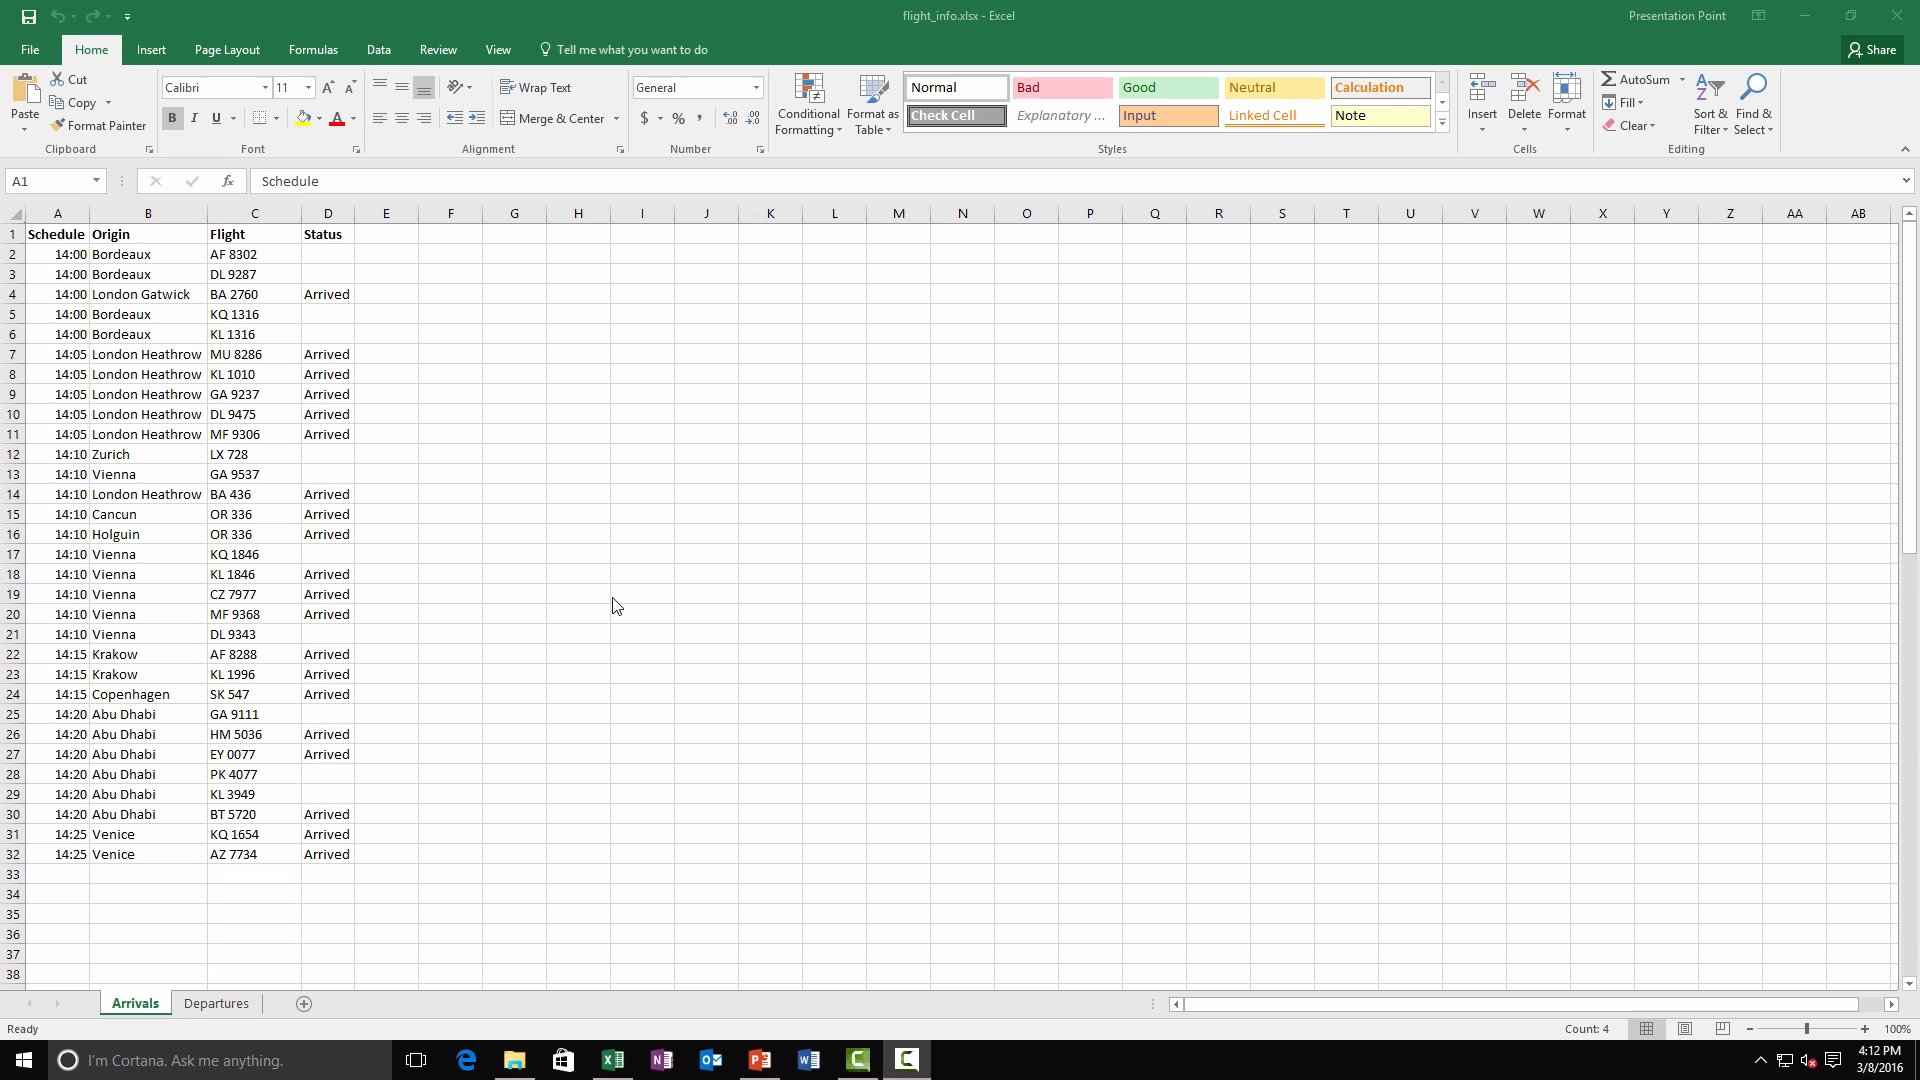 flight_info.xlsx - Excel
Presentation Point
File Home Insert Page Layout Formulas Data Review View Tell me what you want to do Share
Paste
Cut
Copy
Format Painter
Clipboard
Calibri 11 A A
B I U A
Font
Wrap Text
Merge & Center
Alignment
General
$ % , .00
Number
Conditional Formatting
Format as Table
Normal Bad Good Neutral Calculation
Check Cell Explanatory ... Input Linked Cell Note
Styles
Insert Delete Format
Cells
AutoSum
Fill
Clear
Sort & Filter
Find & Select
Editing
A1 fx Schedule
A B C D E F G H I J K L M N O P Q R S T U V W X Y Z AA AB
1 Schedule Origin Flight Status
2 14:00 Bordeaux AF 8302
3 14:00 Bordeaux DL 9287
4 14:00 London Gatwick BA 2760 Arrived
5 14:00 Bordeaux KQ 1316
6 14:00 Bordeaux KL 1316
7 14:05 London Heathrow MU 8286 Arrived
8 14:05 London Heathrow KL 1010 Arrived
9 14:05 London Heathrow GA 9237 Arrived
10 14:05 London Heathrow DL 9475 Arrived
11 14:05 London Heathrow MF 9306 Arrived
12 14:10 Zurich LX 728
13 14:10 Vienna GA 9537
14 14:10 London Heathrow BA 436 Arrived
15 14:10 Cancun OR 336 Arrived
16 14:10 Holguin OR 336 Arrived
17 14:10 Vienna KQ 1846
18 14:10 Vienna KL 1846 Arrived
19 14:10 Vienna CZ 7977 Arrived
20 14:10 Vienna MF 9368 Arrived
21 14:10 Vienna DL 9343
22 14:15 Krakow AF 8288 Arrived
23 14:15 Krakow KL 1996 Arrived
24 14:15 Copenhagen SK 547 Arrived
25 14:20 Abu Dhabi GA 9111
26 14:20 Abu Dhabi HM 5036 Arrived
27 14:20 Abu Dhabi EY 0077 Arrived
28 14:20 Abu Dhabi PK 4077
29 14:20 Abu Dhabi KL 3949
30 14:20 Abu Dhabi BT 5720 Arrived
31 14:25 Venice KQ 1654 Arrived
32 14:25 Venice AZ 7734 Arrived
33
34
35
36
37
38
Arrivals Departures
Ready Count: 4 100%
I'm Cortana. Ask me anything.
4:12 PM
3/8/2016